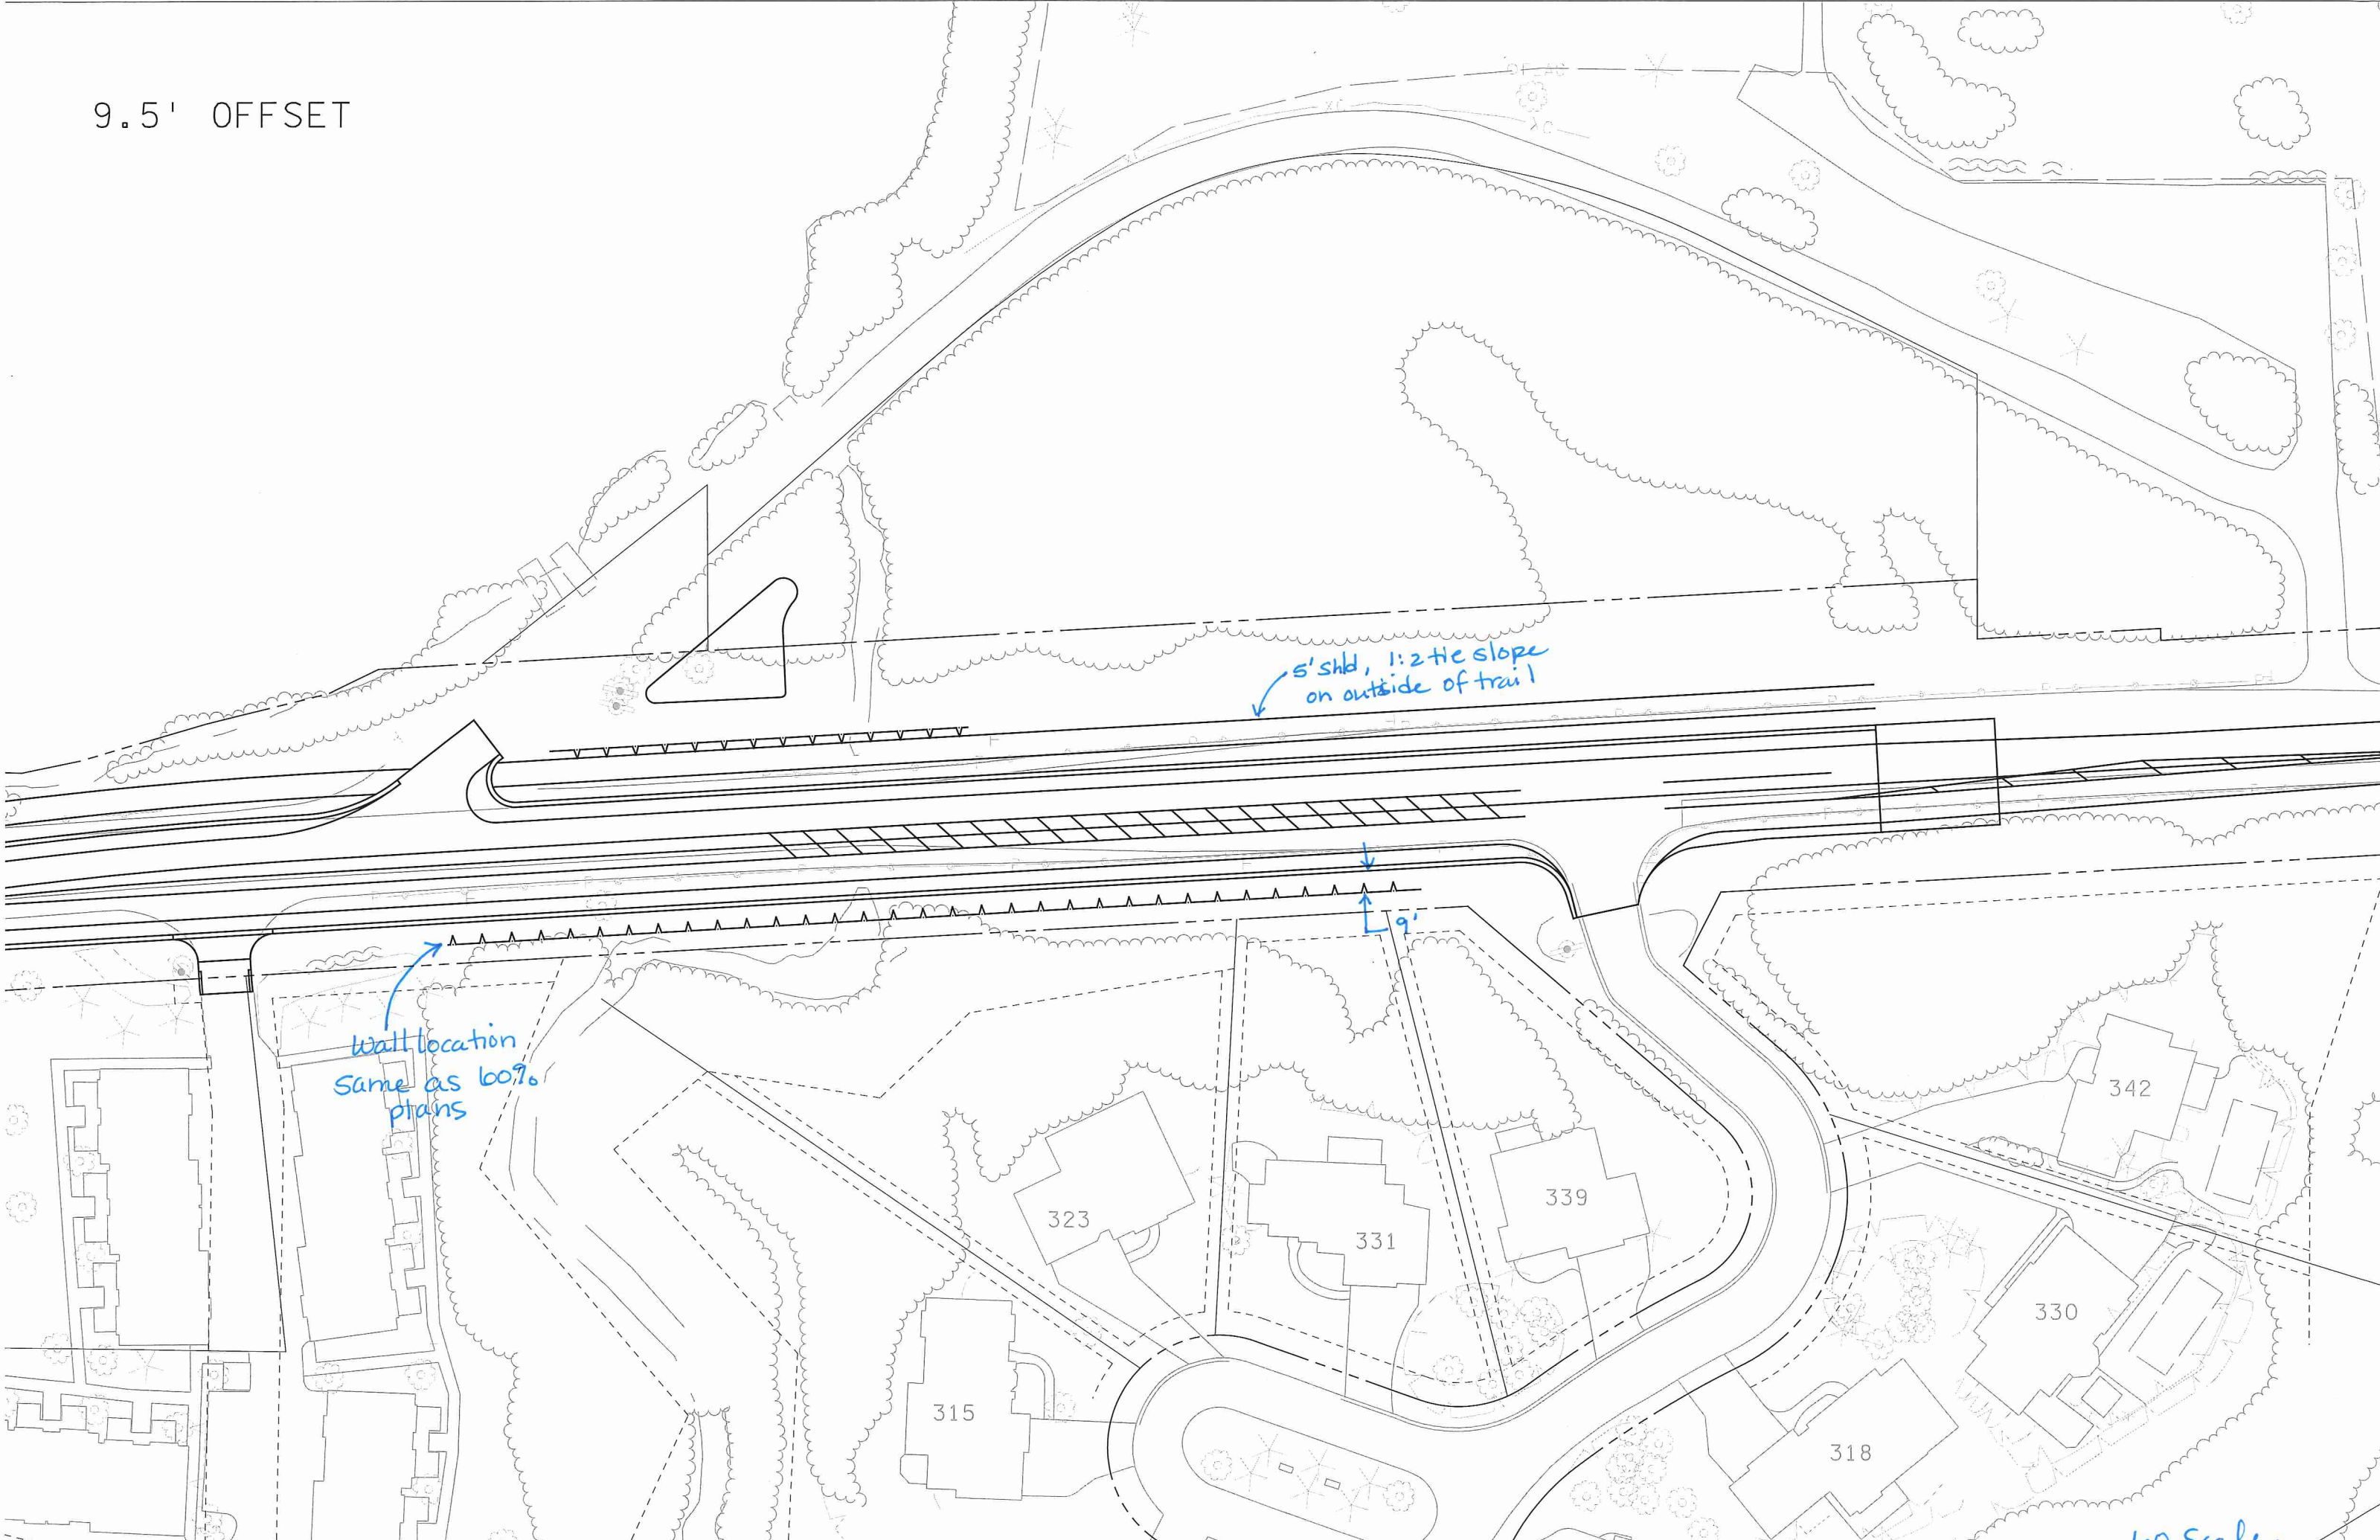 9.5' OFFSET
5' shld, 1:2 tie slope
on outside of trail
9'
Wall location
Same as 60%
plans
342
323
339
331
330
315
318
Scale